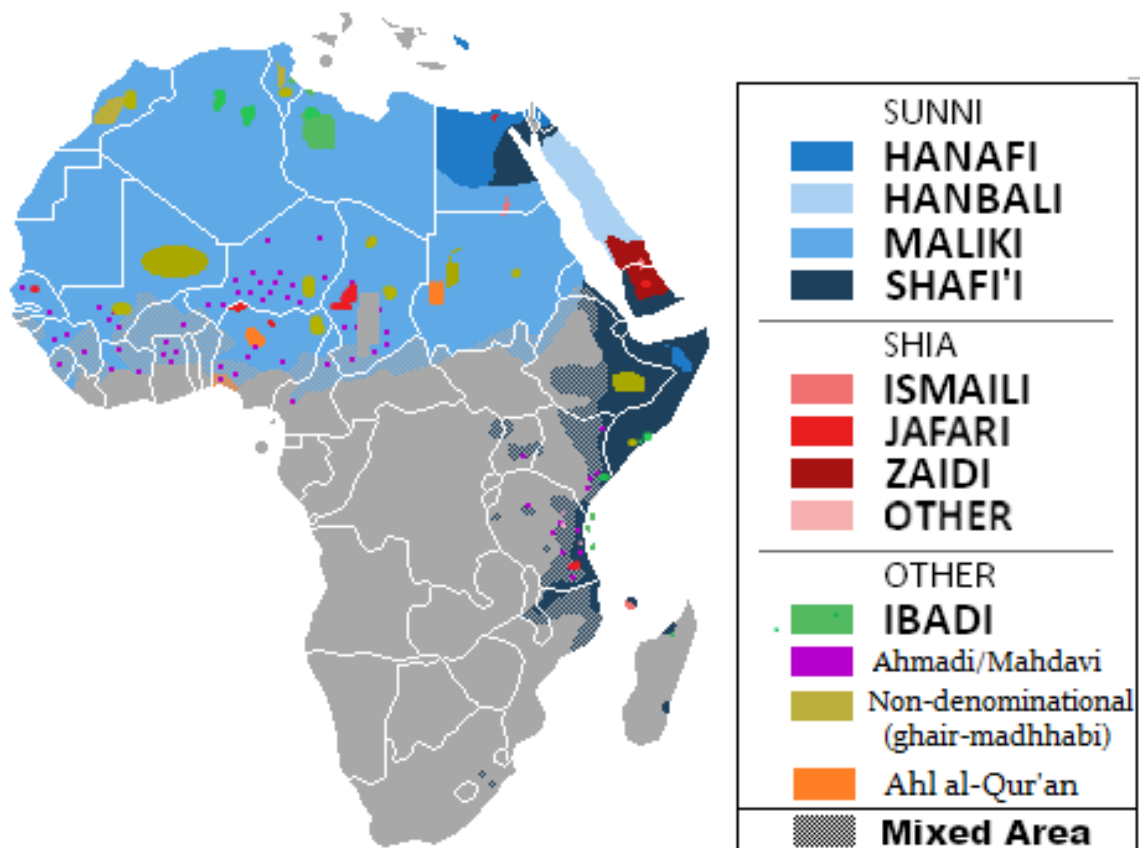 SUNNI
HANAFI
HANBALI
MALIKI
SHAFI'I
SHIA
ISMAILI
JAFARI
ZAIDI
OTHER
OTHER
IBADI
Ahmadi/Mahdavi
Non-denominational
(ghair-madhhabi)
Ahl al-Qur'an
Mixed Area